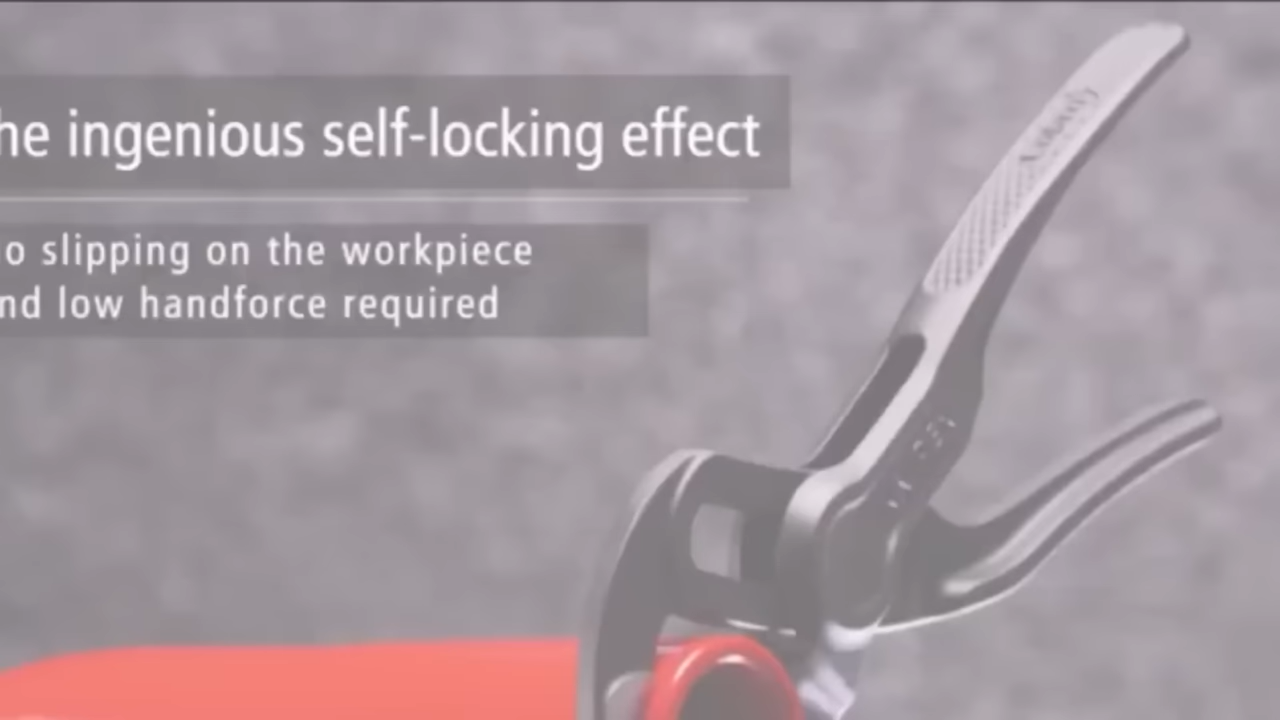 he ingenious self-locking effect
o slipping on the workpiece
nd low handforce required